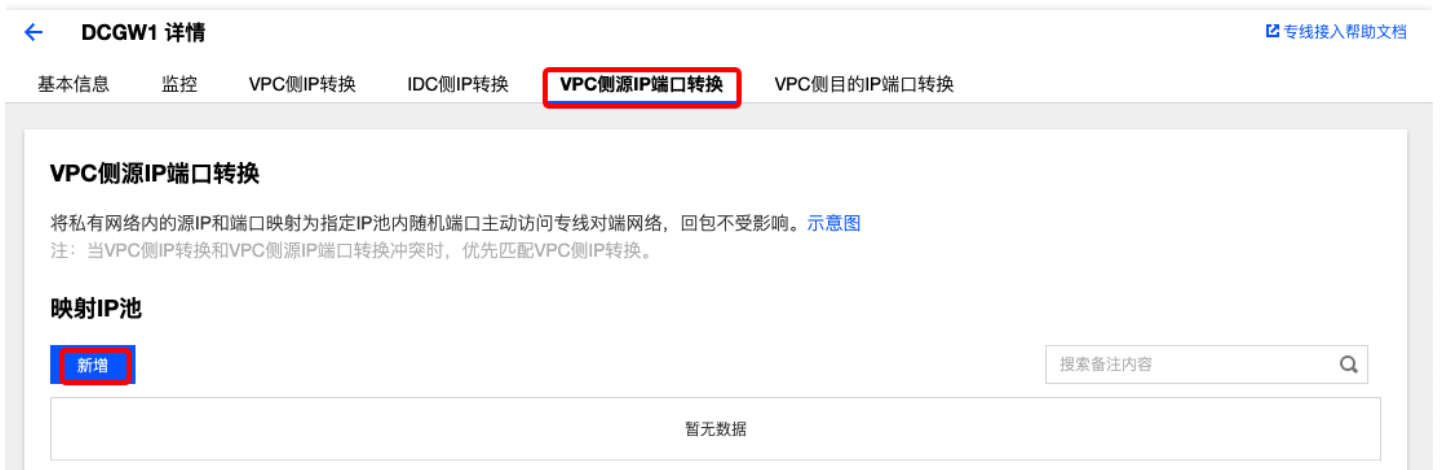 DCGW1 详情
专线接入帮助文档
基本信息 监控 VPC侧IP转换 IDC侧IP转换 VPC侧源IP端口转换 VPC侧目的IP端口转换
VPC侧源IP端口转换
将私有网络内的源IP和端口映射为指定IP池内随机端口主动访问专线对端网络，回包不受影响。示意图
注：当VPC侧IP转换和VPC侧源IP端口转换冲突时，优先匹配VPC侧IP转换。
映射IP池
新增
搜索备注内容
暂无数据